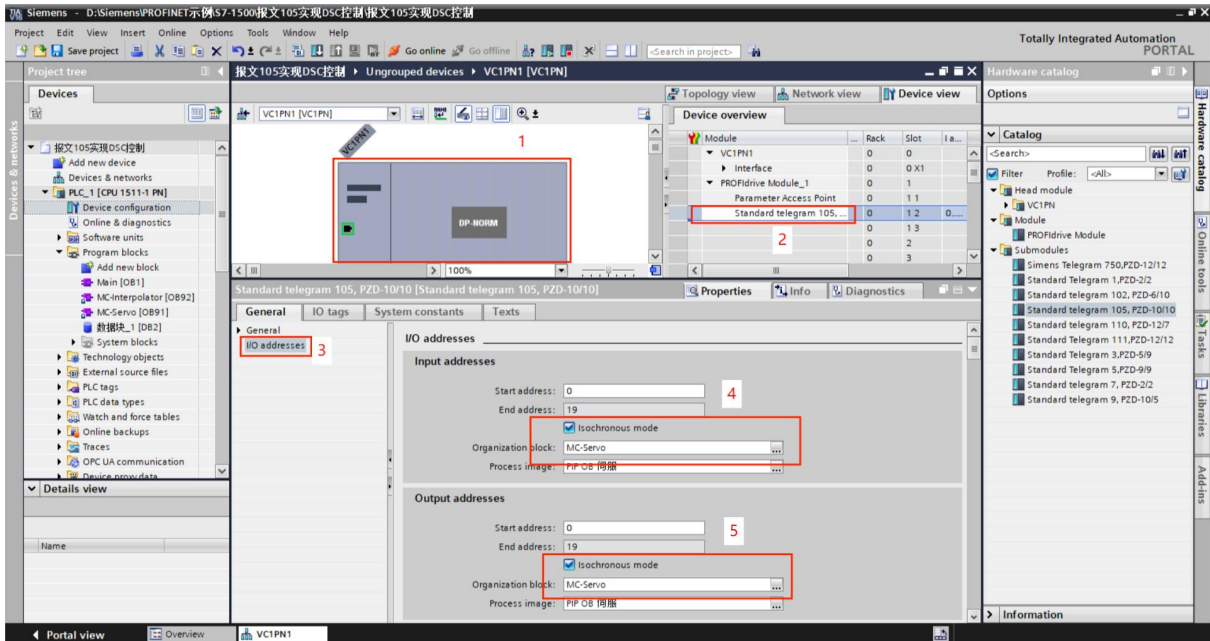 Siemens - D:\Siemens\PROFINET示例\S7-1500\报文105实现DSC控制\报文105实现DSC控制
Project Edit View Insert Online Options Tools Window Help
Save project
Go online
Go offline
<Search in project>
Totally Integrated Automation
PORTAL
Project tree
Devices
Devices & networks
报文105实现DSC控制
Add new device
Devices & networks
PLC_1 [CPU 1511-1 PN]
Device configuration
Online & diagnostics
Software units
Program blocks
Add new block
Main [OB1]
MC-Interpolator [OB92]
MC-Servo [OB91]
数据块_1 [DB2]
System blocks
Technology objects
External source files
PLC tags
PLC data types
Watch and force tables
Online backups
Traces
OPC UA communication
Device proxy data
Details view
Name
报文105实现DSC控制 ▸ Ungrouped devices ▸ VC1PN1 [VC1PN]
Topology view
Network view
Device view
VC1PN1 [VC1PN]
VC1PN1
1
DP-NORM
100%
Device overview
Module ... Rack Slot I a...
VC1PN1 0 0
Interface 0 0 X1
PROFIdrive Module_1 0 1
Parameter Access Point 0 1 1
Standard telegram 105, ... 0 1 2 0....
0 1 3
0 2
0 3
2
Standard telegram 105, PZD-10/10 [Standard telegram 105, PZD-10/10]
Properties
Info
Diagnostics
General
IO tags
System constants
Texts
General
I/O addresses
3
I/O addresses
Input addresses
Start address: 0
4
End address: 19
Isochronous mode
Organization block: MC-Servo ...
Process image: PIP OB 伺服 ...
Output addresses
Start address: 0
5
End address: 19
Isochronous mode
Organization block: MC-Servo ...
Process image: PIP OB 伺服 ...
Hardware catalog
Options
Catalog
<Search>
Filter
Profile: <All>
Head module
VC1PN
Module
PROFIdrive Module
Submodules
Simens Telegram 750,PZD-12/12
Standard telegram 1,PZD-2/2
Standard telegram 102, PZD-6/10
Standard telegram 105, PZD-10/10
Standard telegram 110, PZD-12/7
Standard telegram 111,PZD-12/12
Standard telegram 3,PZD-5/9
Standard telegram 5,PZD-9/9
Standard telegram 7, PZD-2/2
Standard telegram 9, PZD-10/5
Information
Hardware catalog
Online tools
Tasks
Libraries
Add-ins
Portal view
Overview
VC1PN1